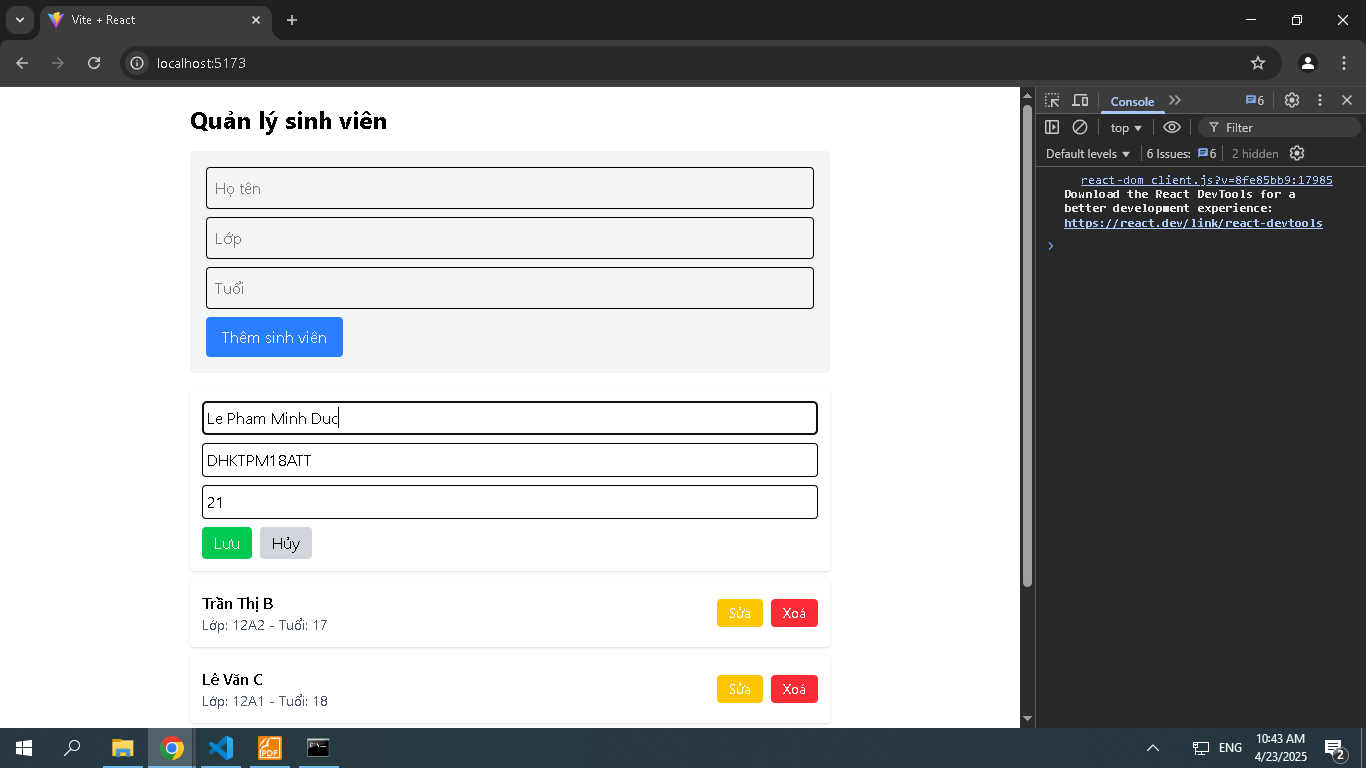 Vite + React
localhost:5173
Quản lý sinh viên
Họ tên
Lớp
Tuổi
Thêm sinh viên
Le Pham Minh Duc
DHKTPM18ATT
21
Lưu Hủy
Trần Thị B
Lớp: 12A2 - Tuổi: 17
Sửa Xoá
Lê Văn C
Lớp: 12A1 - Tuổi: 18
Sửa Xoá
Console 6
top Filter
Default levels 6 Issues: 6 2 hidden
react-dom client.js?v=8fe85bb9:17985
Download the React DevTools for a
better development experience:
https://react.dev/link/react-devtools
PDF
ENG
10:43 AM
4/23/2025
2